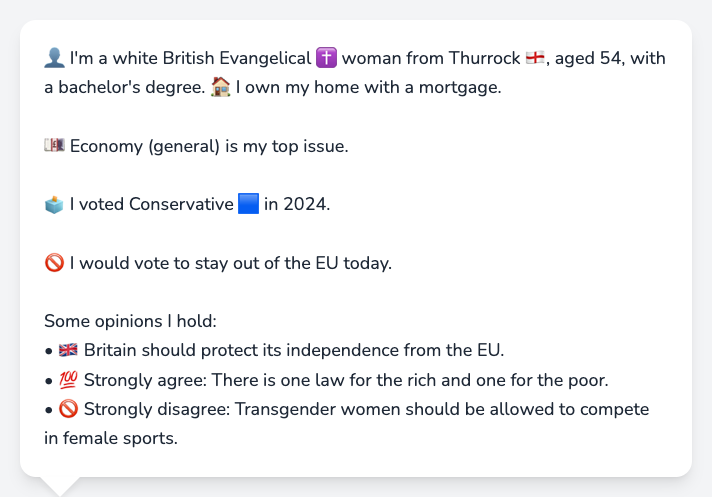 👤 I'm a white British Evangelical ✝️ woman from Thurrock 🏴󠁧󠁢󠁥󠁮󠁧󠁿, aged 54, with
a bachelor's degree. 🏠 I own my home with a mortgage.
💷 Economy (general) is my top issue.
🗳️ I voted Conservative 🟦 in 2024.
🚫 I would vote to stay out of the EU today.
Some opinions I hold:
• 🇬🇧 Britain should protect its independence from the EU.
• 💯 Strongly agree: There is one law for the rich and one for the poor.
• 🚫 Strongly disagree: Transgender women should be allowed to compete
in female sports.